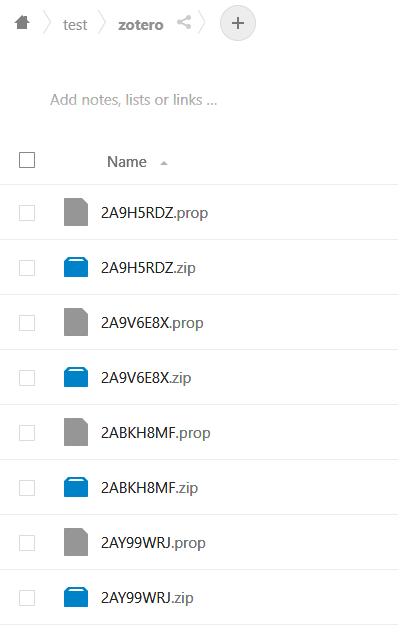 test zotero +
Add notes, lists or links ...
Name
2A9H5RDZ.prop
2A9H5RDZ.zip
2A9V6E8X.prop
2A9V6E8X.zip
2ABKH8MF.prop
2ABKH8MF.zip
2AY99WRJ.prop
2AY99WRJ.zip